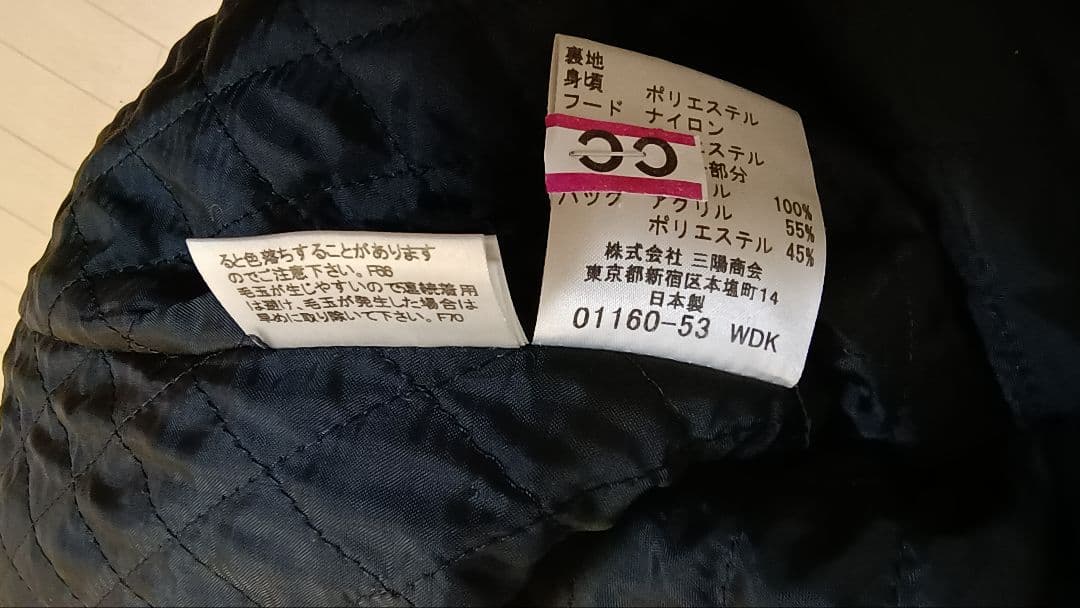 ると色落ちすることがあります
のでご注意下さい。F66
毛玉が生じやすいので連続着用
は避け、毛玉が発生した場合は
早めに取り除いて下さい。F70
裏地
身頃 ポリエステル
フード ナイロン
エステル
部分
ル 100%
アクリル 55%
ポリエステル 45%
株式会社 三陽商会
東京都新宿区本塩町14
日本製
01160-53 WDK